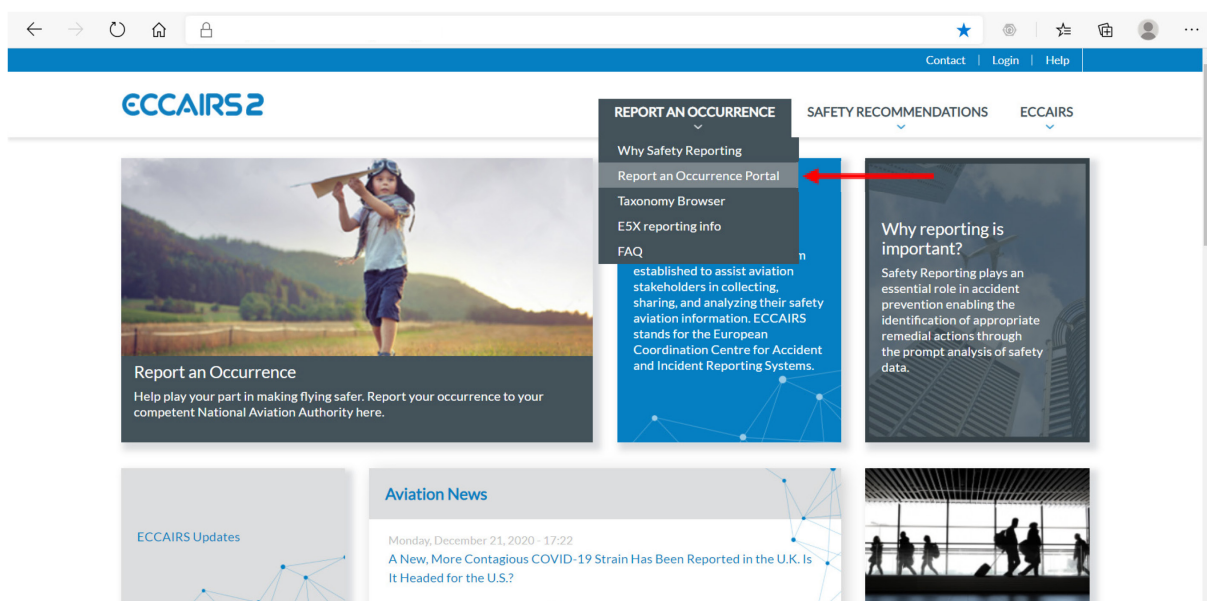 Contact | Login | Help
ECCAIRS 2
REPORT AN OCCURRENCE
SAFETY RECOMMENDATIONS
ECCAIRS
Why Safety Reporting
Report an Occurrence Portal
Taxonomy Browser
E5X reporting info
FAQ
Report an Occurrence
Help play your part in making flying safer. Report your occurrence to your
competent National Aviation Authority here.
established to assist aviation
stakeholders in collecting,
sharing, and analyzing their safety
aviation information. ECCAIRS
stands for the European
Coordination Centre for Accident
and Incident Reporting Systems.
Why reporting is
important?
Safety Reporting plays an
essential role in accident
prevention enabling the
identification of appropriate
remedial actions through
the prompt analysis of safety
data.
ECCAIRS Updates
Aviation News
Monday, December 21, 2020 - 17:22
A New, More Contagious COVID-19 Strain Has Been Reported in the U.K. Is
It Headed for the U.S.?